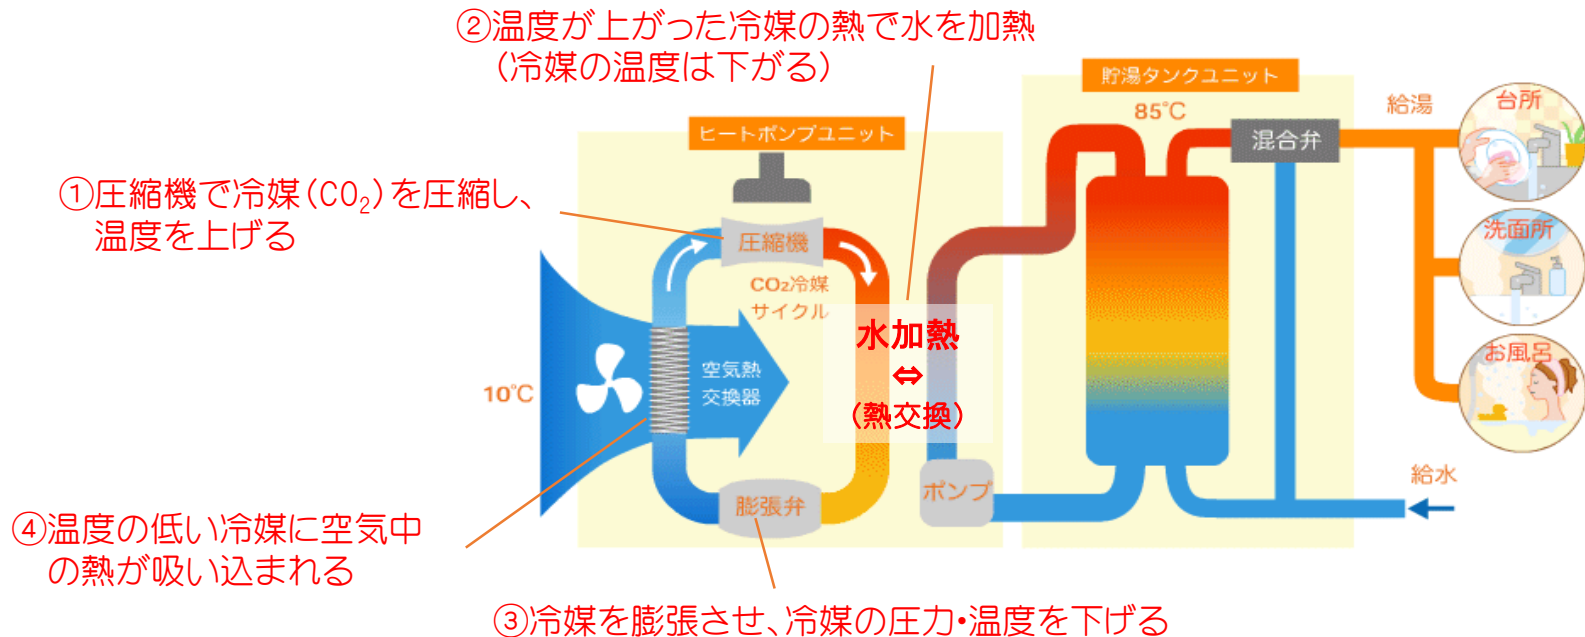 ②温度が上がった冷媒の熱で水を加熱
(冷媒の温度は下がる)
貯湯タンクユニット
85℃
給湯
台所
ヒートポンプユニット
混合弁
①圧縮機で冷媒(CO₂)を圧縮し、
温度を上げる
圧縮機
洗面所
CO₂冷媒
サイクル
水加熱
⇔
(熱交換)
お風呂
10℃
空気熱
交換器
ポンプ
給水
膨張弁
④温度の低い冷媒に空気中
の熱が吸い込まれる
③冷媒を膨張させ、冷媒の圧力・温度を下げる